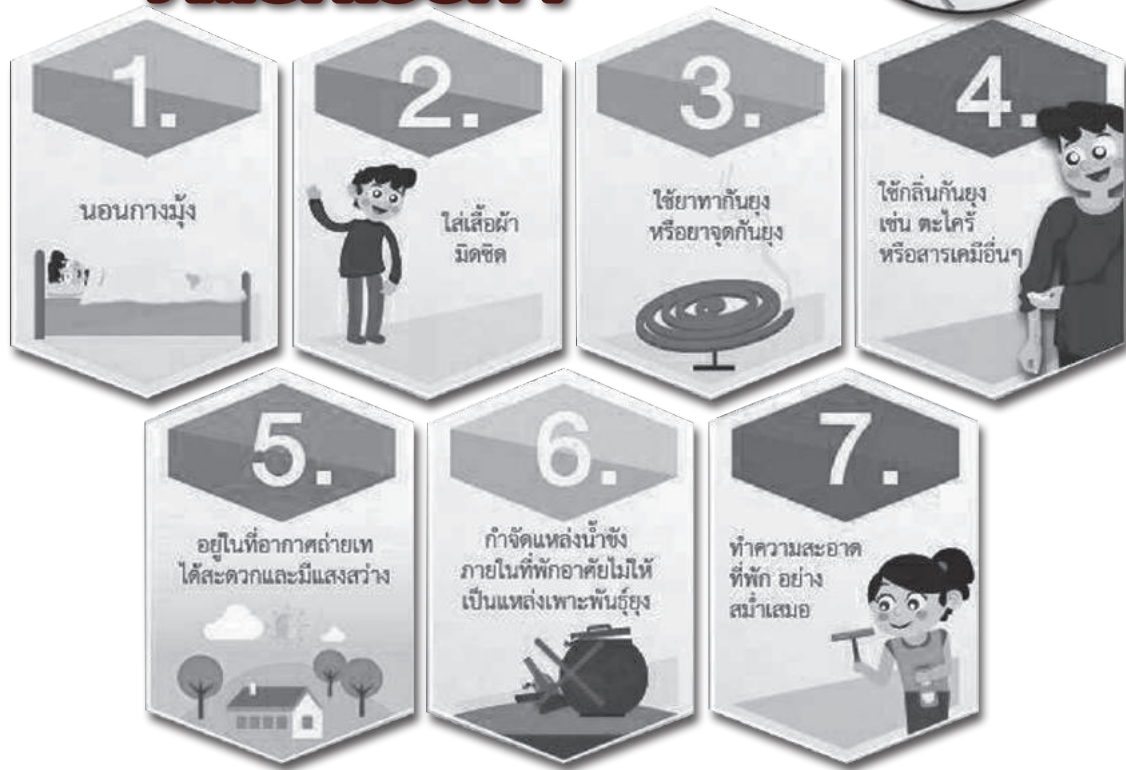 1.
นอนกางมุ้ง
2.
ใส่เสื้อผ้า
มิดชิด
3.
ใช้ยาทากันยุง
หรือยาจุดกันยุง
4.
ใช้กลิ่นกันยุง
เช่น ตะไคร้
หรือสารเคมีอื่นๆ
5.
อยู่ในที่อากาศถ่ายเท
ได้สะดวกและมีแสงสว่าง
6.
กำจัดแหล่งน้ำขัง
ภายในที่พักอาศัยไม่ให้
เป็นแหล่งเพาะพันธุ์ยุง
7.
ทำความสะอาด
ที่พัก อย่าง
สม่ำเสมอ